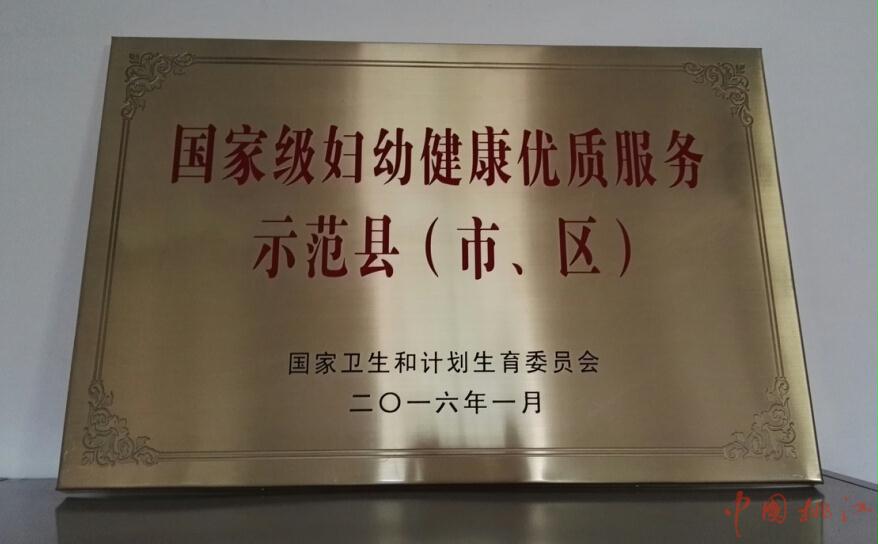 国家级妇幼健康优质服务
示范县（市、区）
国家卫生和计划生育委员会
二〇一六年一月
中国桃江